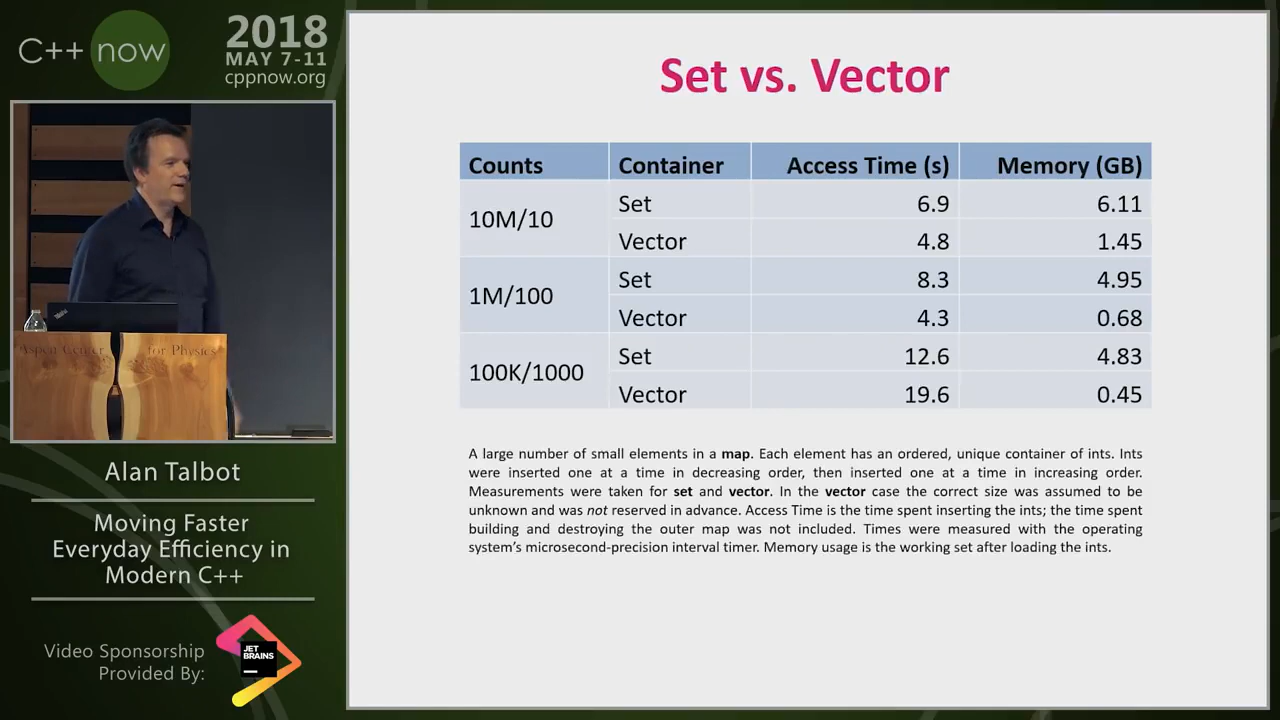 C++ now
2018
MAY 7-11
cppnow.org
Aspen Center for Physics
Alan Talbot
Moving Faster
Everyday Efficiency in
Modern C++
Video Sponsorship
Provided By:
JET
BRAINS
Set vs. Vector
Counts Container Access Time (s) Memory (GB)
10M/10 Set 6.9 6.11
Vector 4.8 1.45
1M/100 Set 8.3 4.95
Vector 4.3 0.68
100K/1000 Set 12.6 4.83
Vector 19.6 0.45
A large number of small elements in a map. Each element has an ordered, unique container of ints. Ints
were inserted one at a time in decreasing order, then inserted one at a time in increasing order.
Measurements were taken for set and vector. In the vector case the correct size was assumed to be
unknown and was not reserved in advance. Access Time is the time spent inserting the ints; the time spent
building and destroying the outer map was not included. Times were measured with the operating
system's microsecond-precision interval timer. Memory usage is the working set after loading the ints.